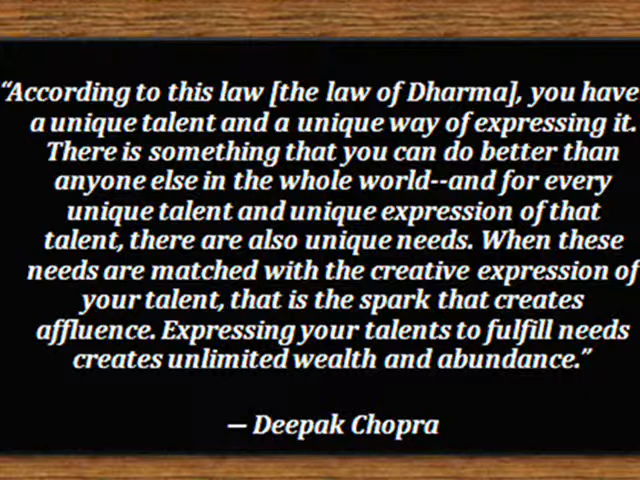 “According to this law [the law of Dharma], you have
a unique talent and a unique way of expressing it.
There is something that you can do better than
anyone else in the whole world--and for every
unique talent and unique expression of that
talent, there are also unique needs. When these
needs are matched with the creative expression of
your talent, that is the spark that creates
affluence. Expressing your talents to fulfill needs
creates unlimited wealth and abundance.”
— Deepak Chopra